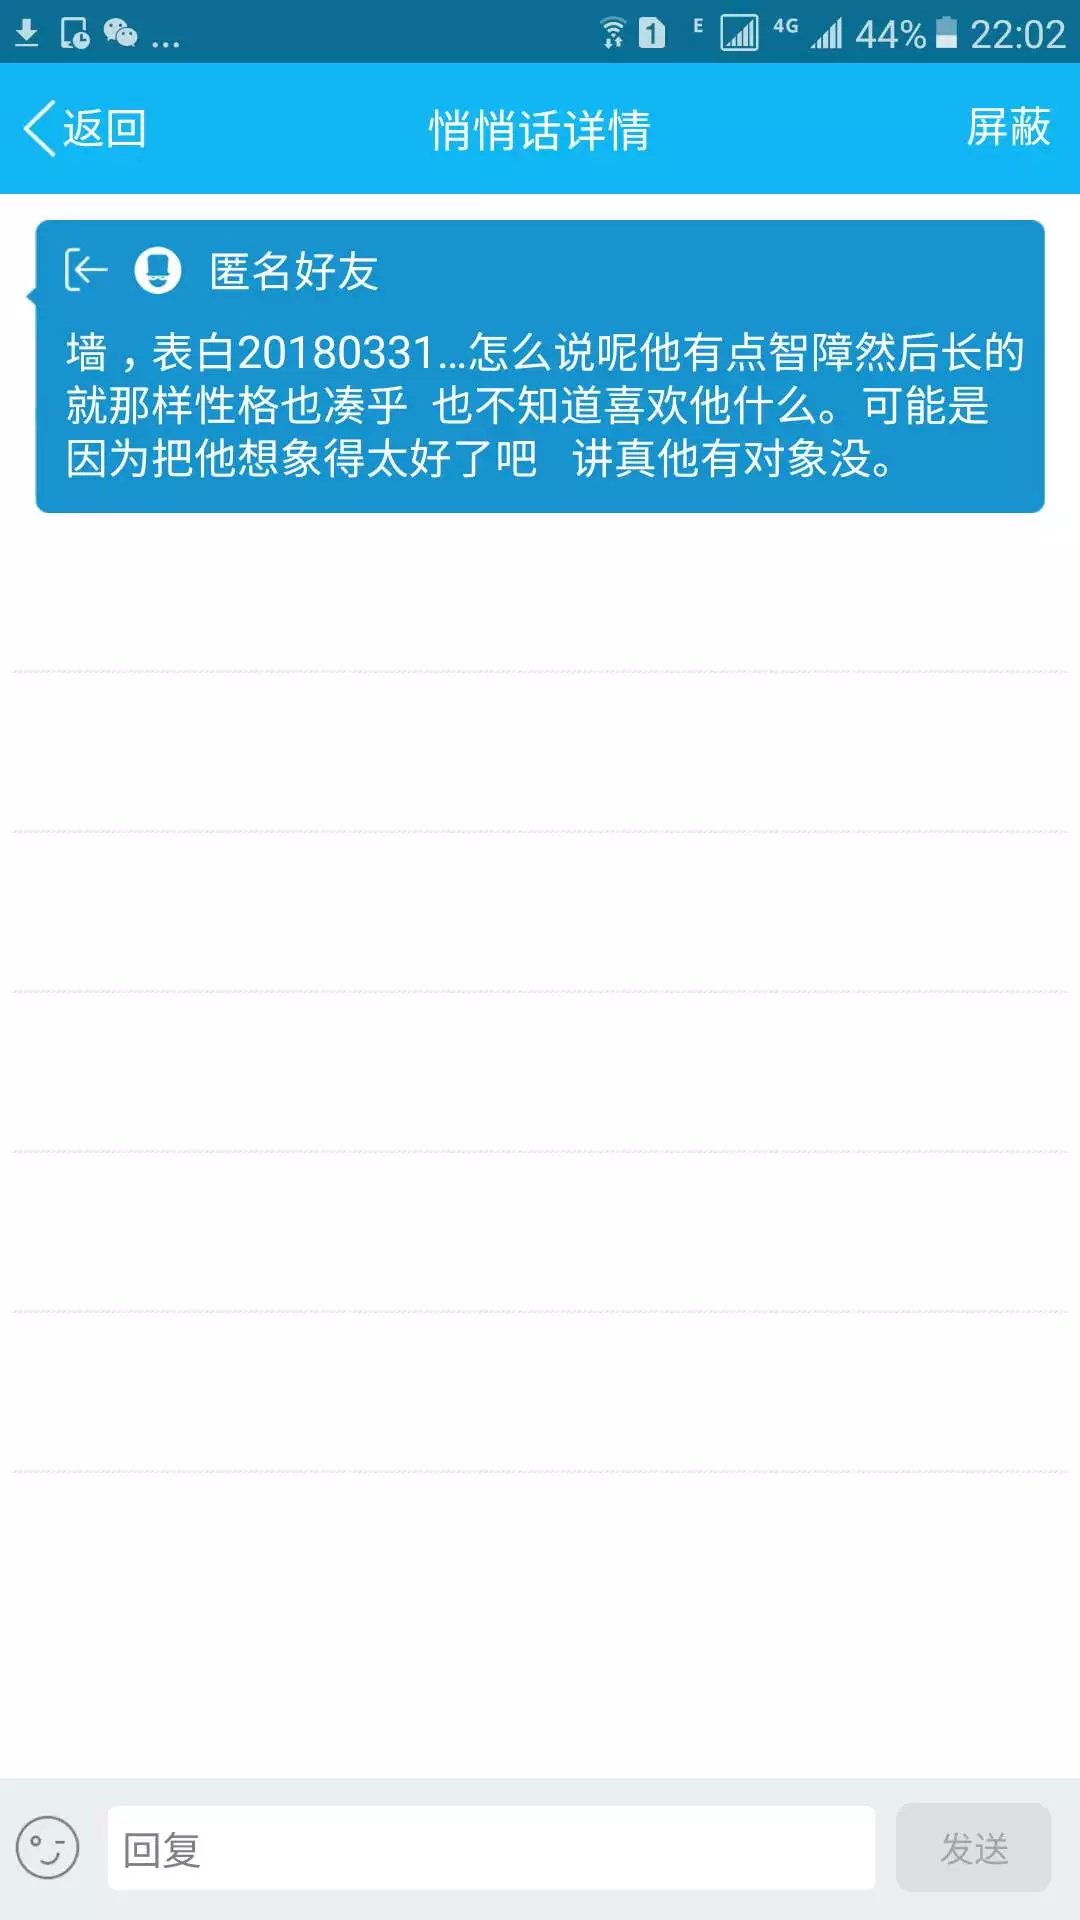 ... 1 E 4G 44% 22:02
返回 悄悄话详情 屏蔽
匿名好友
墙，表白20180331...怎么说呢他有点智障然后长的
就那样性格也凑乎 也不知道喜欢他什么。可能是
因为把他想象得太好了吧 讲真他有对象没。
回复 发送